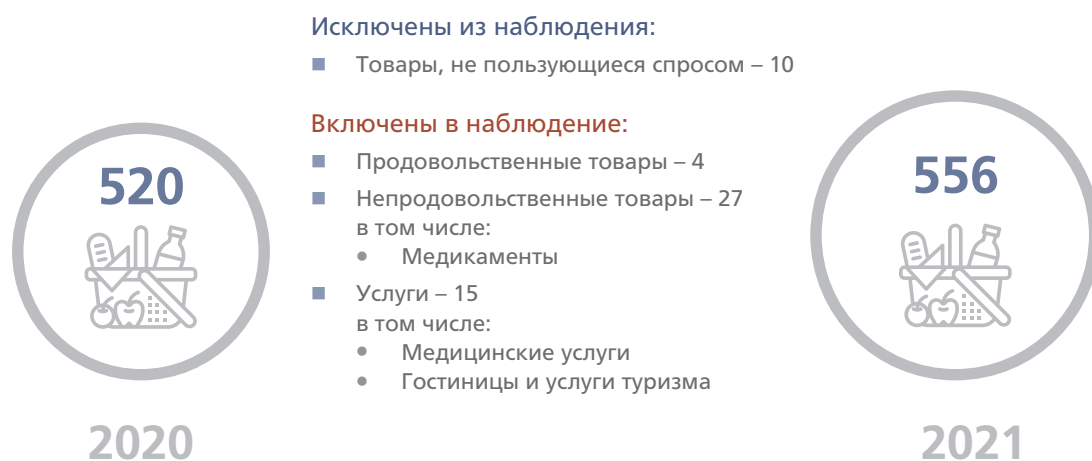 Исключены из наблюдения:
Товары, не пользующиеся спросом – 10
Включены в наблюдение:
Продовольственные товары – 4
Непродовольственные товары – 27
в том числе:
Медикаменты
Услуги – 15
в том числе:
Медицинские услуги
Гостиницы и услуги туризма
520
2020
556
2021